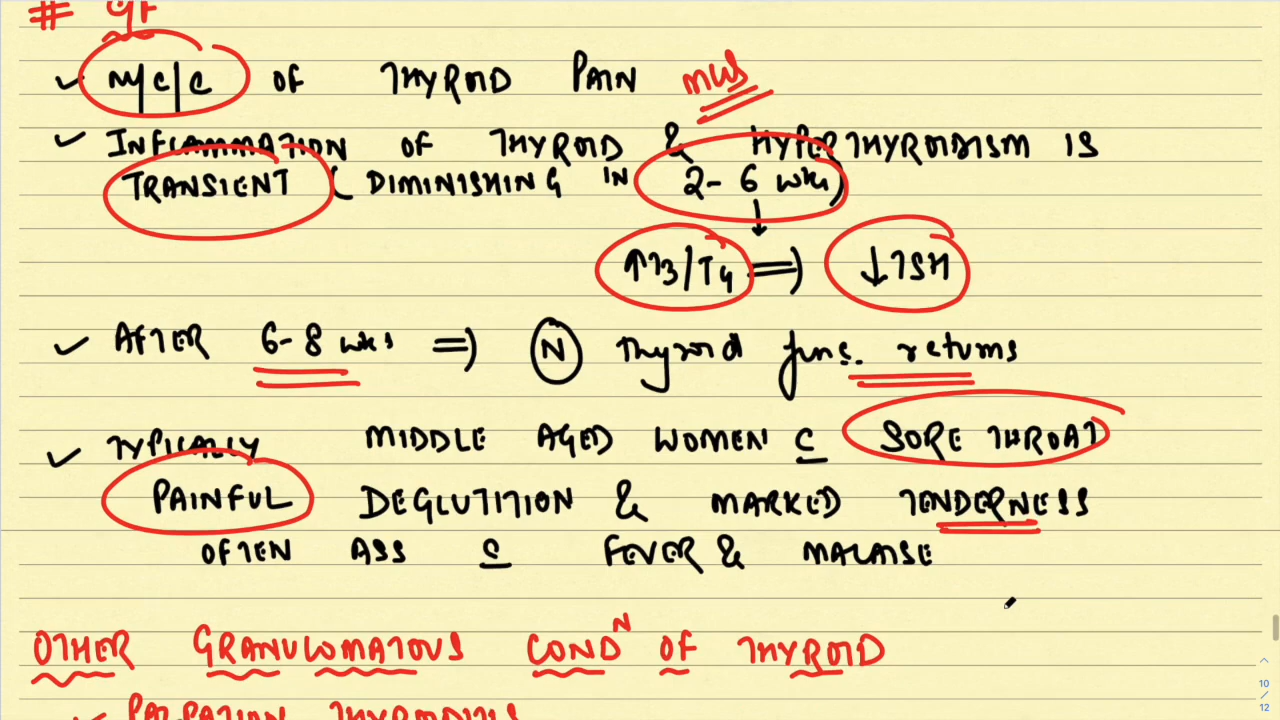 # c/f
✓ M/C/C OF THYROID PAIN MCQ
✓ INFLAMMATION OF THYROID & HYPERTHYROIDISM IS
TRANSIENT ( DIMINISHING IN 2-6 wks)
↓
↑T3/T4 ⇒ ↓TSH
✓ AFTER 6-8 wks ⇒ N Thyroid func. returns
✓ TYPICALLY MIDDLE AGED WOMEN C SORE THROAT
PAINFUL DEGLUTITION & MARKED TENDERNESS
OFTEN ASS C FEVER & MALAISE
OTHER GRANULOMATOUS CONDN OF THYROID
✓ PALPATION THYROIDITIS
10
/
12